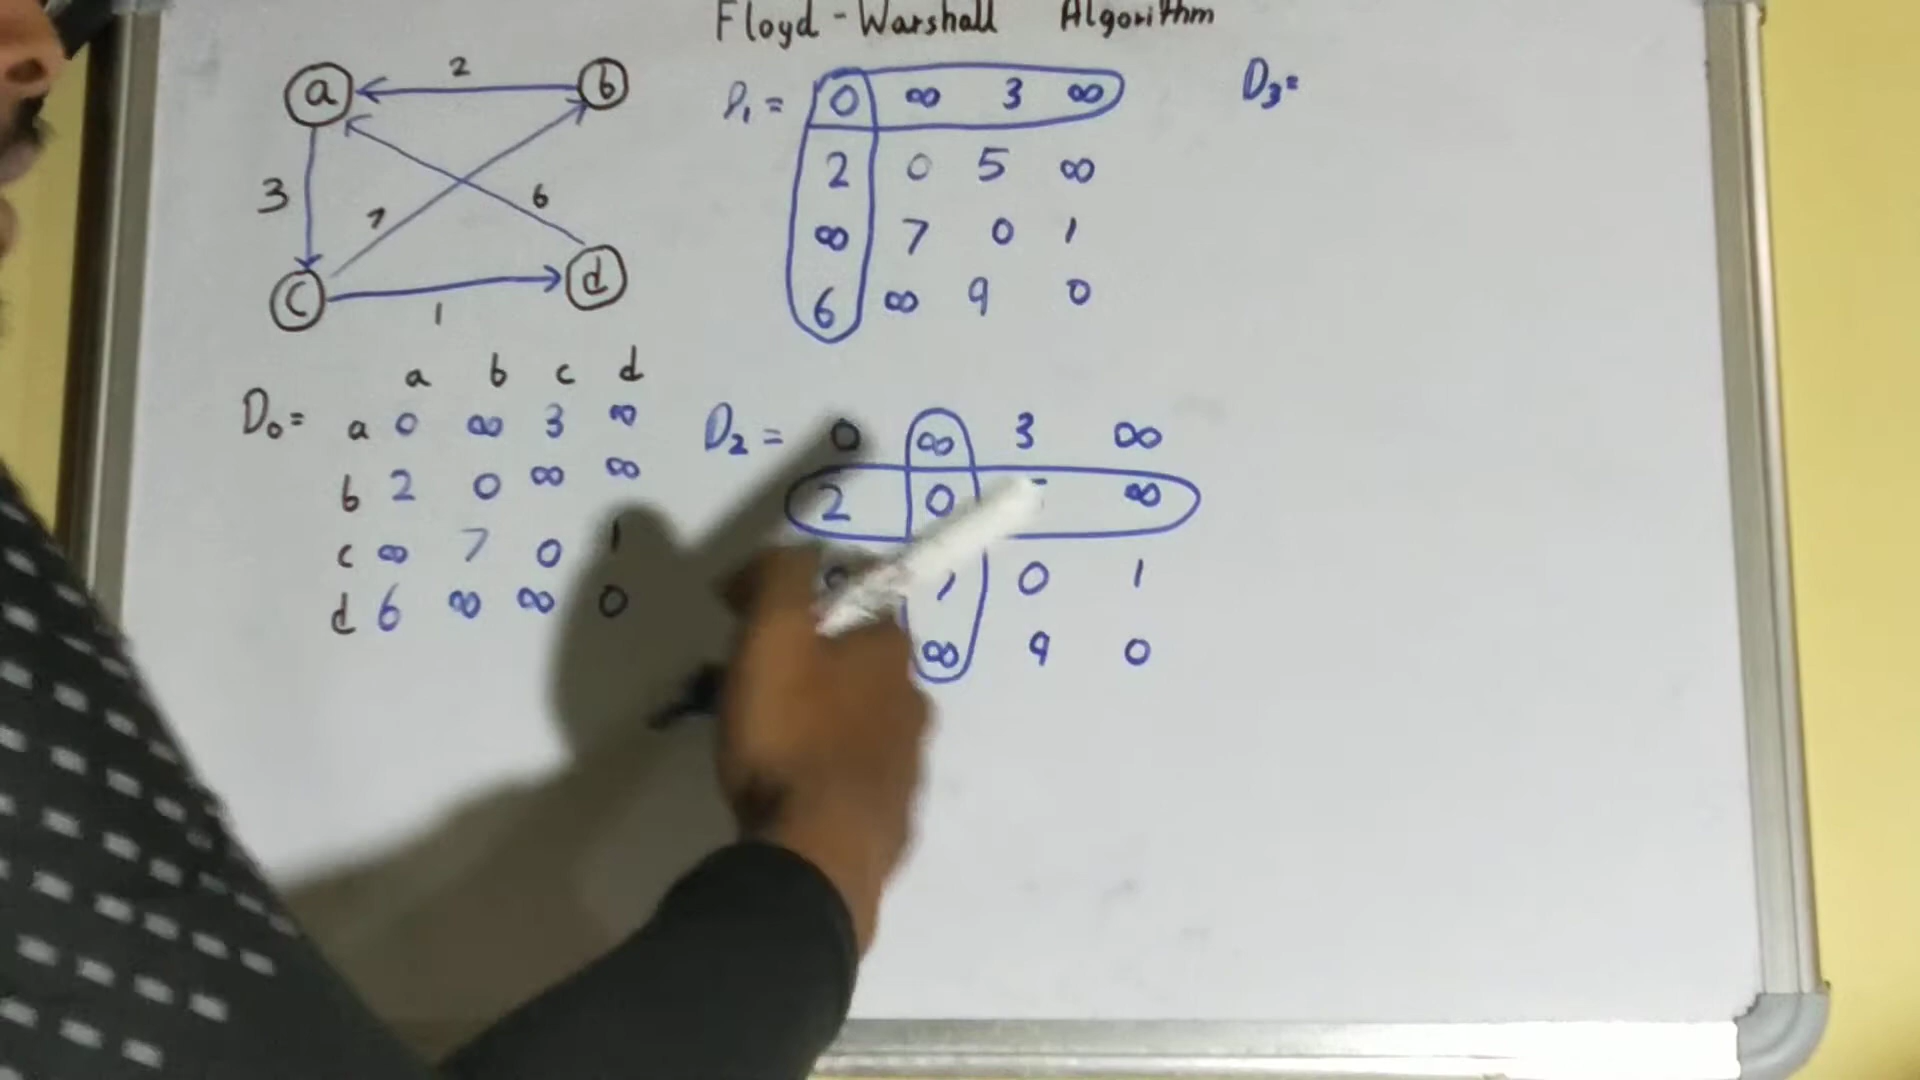 Floyd - Warshall Algorithm
a 2 b
3 7 6
c 1 d
D₀ = a b c d
a 0 ∞ 3 ∞
b 2 0 ∞ ∞
c ∞ 7 0 1
d 6 ∞ ∞ 0
D₁ = 0 ∞ 3 ∞
2 0 5 ∞
∞ 7 0 1
6 ∞ 9 0
D₂ = 0 ∞ 3 ∞
2 0 ∞
0 1
∞ 9 0
D₃=